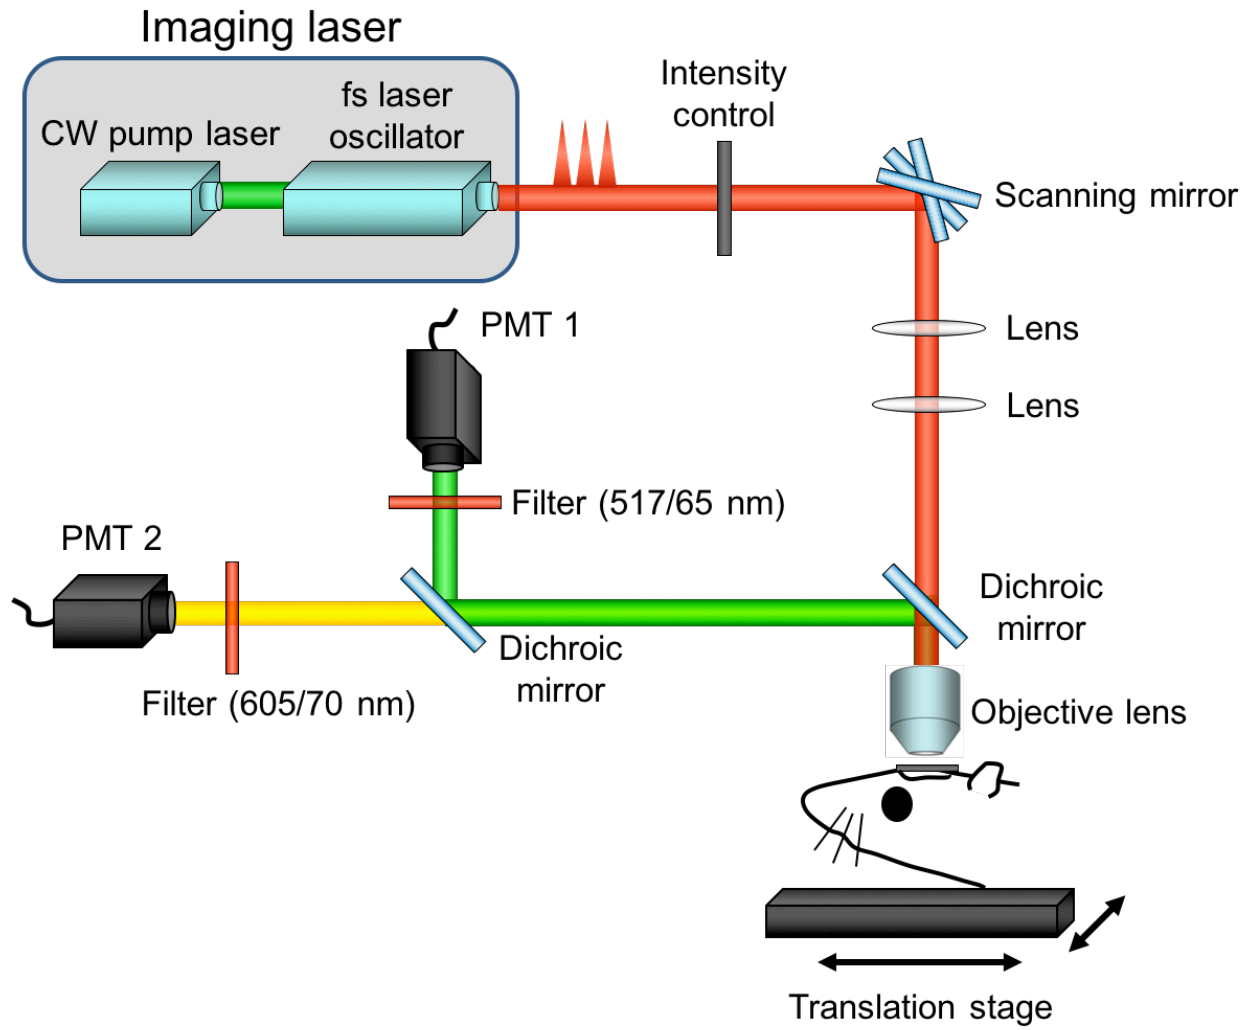 Imaging laser
CW pump laser
fs laser
oscillator
Intensity
control
Scanning mirror
Lens
Lens
PMT 1
Filter (517/65 nm)
PMT 2
Filter (605/70 nm)
Dichroic
mirror
Dichroic
mirror
Objective lens
Translation stage